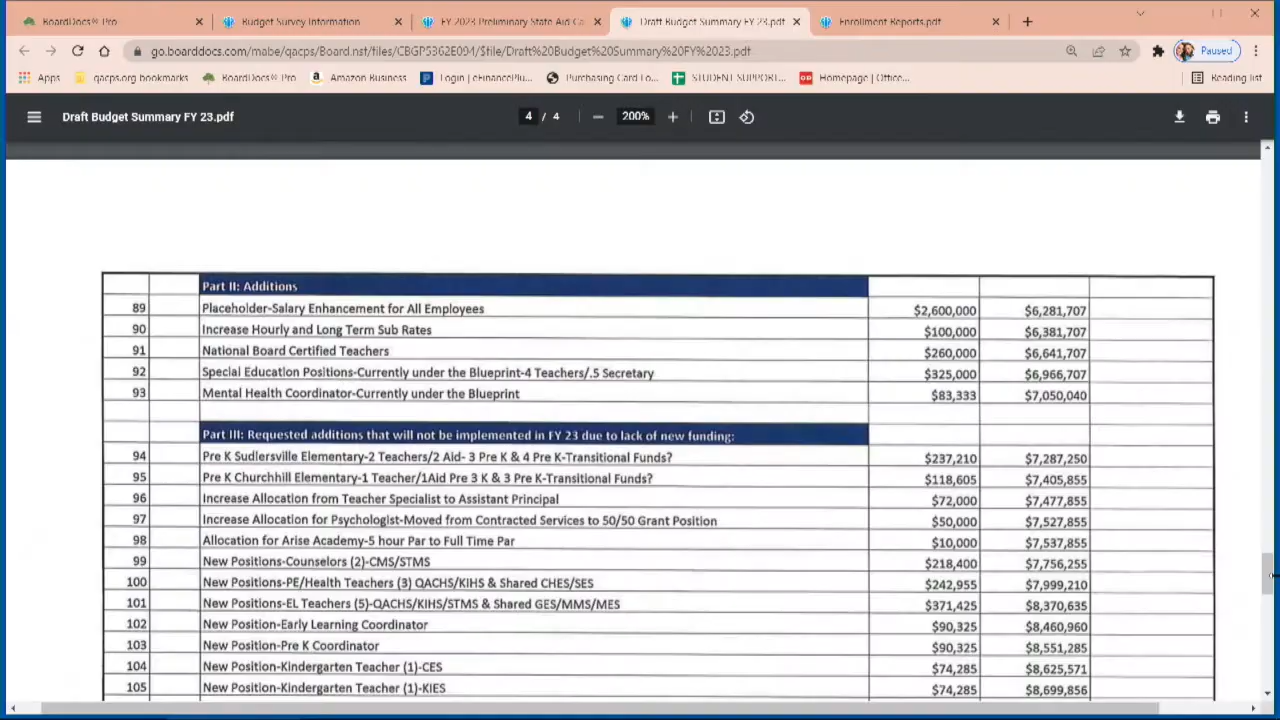 BoardDocs® Pro
Budget Survey Information
FY 2023 Preliminary State Aid Ca
Draft Budget Summary FY 23.pdf
Enrollment Reports.pdf
go.boarddocs.com/mabe/qacps/Board.nsf/files/CBGP5362E094/$file/Draft%20Budget%20Summary%20FY%2023.pdf
Paused
Apps
qacps.org bookmarks
BoardDocs® Pro
Amazon Business
Login | eFinancePlu...
Purchasing Card Lo...
STUDENT SUPPORT...
Homepage | Office...
Reading list
Draft Budget Summary FY 23.pdf
4 / 4
200%
Part II: Additions
89 Placeholder-Salary Enhancement for All Employees $2,600,000 $6,281,707
90 Increase Hourly and Long Term Sub Rates $100,000 $6,381,707
91 National Board Certified Teachers $260,000 $6,641,707
92 Special Education Positions-Currently under the Blueprint-4 Teachers/.5 Secretary $325,000 $6,966,707
93 Mental Health Coordinator-Currently under the Blueprint $83,333 $7,050,040
Part III: Requested additions that will not be implemented in FY 23 due to lack of new funding:
94 Pre K Sudlersville Elementary-2 Teachers/2 Aid- 3 Pre K & 4 Pre K-Transitional Funds? $237,210 $7,287,250
95 Pre K Churchhill Elementary-1 Teacher/1Aid Pre 3 K & 3 Pre K-Transitional Funds? $118,605 $7,405,855
96 Increase Allocation from Teacher Specialist to Assistant Principal $72,000 $7,477,855
97 Increase Allocation for Psychologist-Moved from Contracted Services to 50/50 Grant Position $50,000 $7,527,855
98 Allocation for Arise Academy-5 hour Par to Full Time Par $10,000 $7,537,855
99 New Positions-Counselors (2)-CMS/STMS $218,400 $7,756,255
100 New Positions-PE/Health Teachers (3) QACHS/KIHS & Shared CHES/SES $242,955 $7,999,210
101 New Positions-EL Teachers (5)-QACHS/KIHS/STMS & Shared GES/MMS/MES $371,425 $8,370,635
102 New Position-Early Learning Coordinator $90,325 $8,460,960
103 New Position-Pre K Coordinator $90,325 $8,551,285
104 New Position-Kindergarten Teacher (1)-CES $74,285 $8,625,571
105 New Position-Kindergarten Teacher (1)-KIES $74,285 $8,699,856